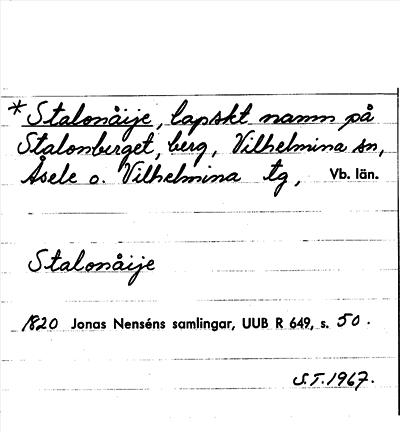 *Stalonåije, lapskt namn på
Stalonberget, berg, Vilhelmina sn,
Åsele o. Vilhelmina tg, Vb. län.
Stalonåije
1820 Jonas Nenséns samlingar, UUB R 649, s. 50.
S.T. 1967.